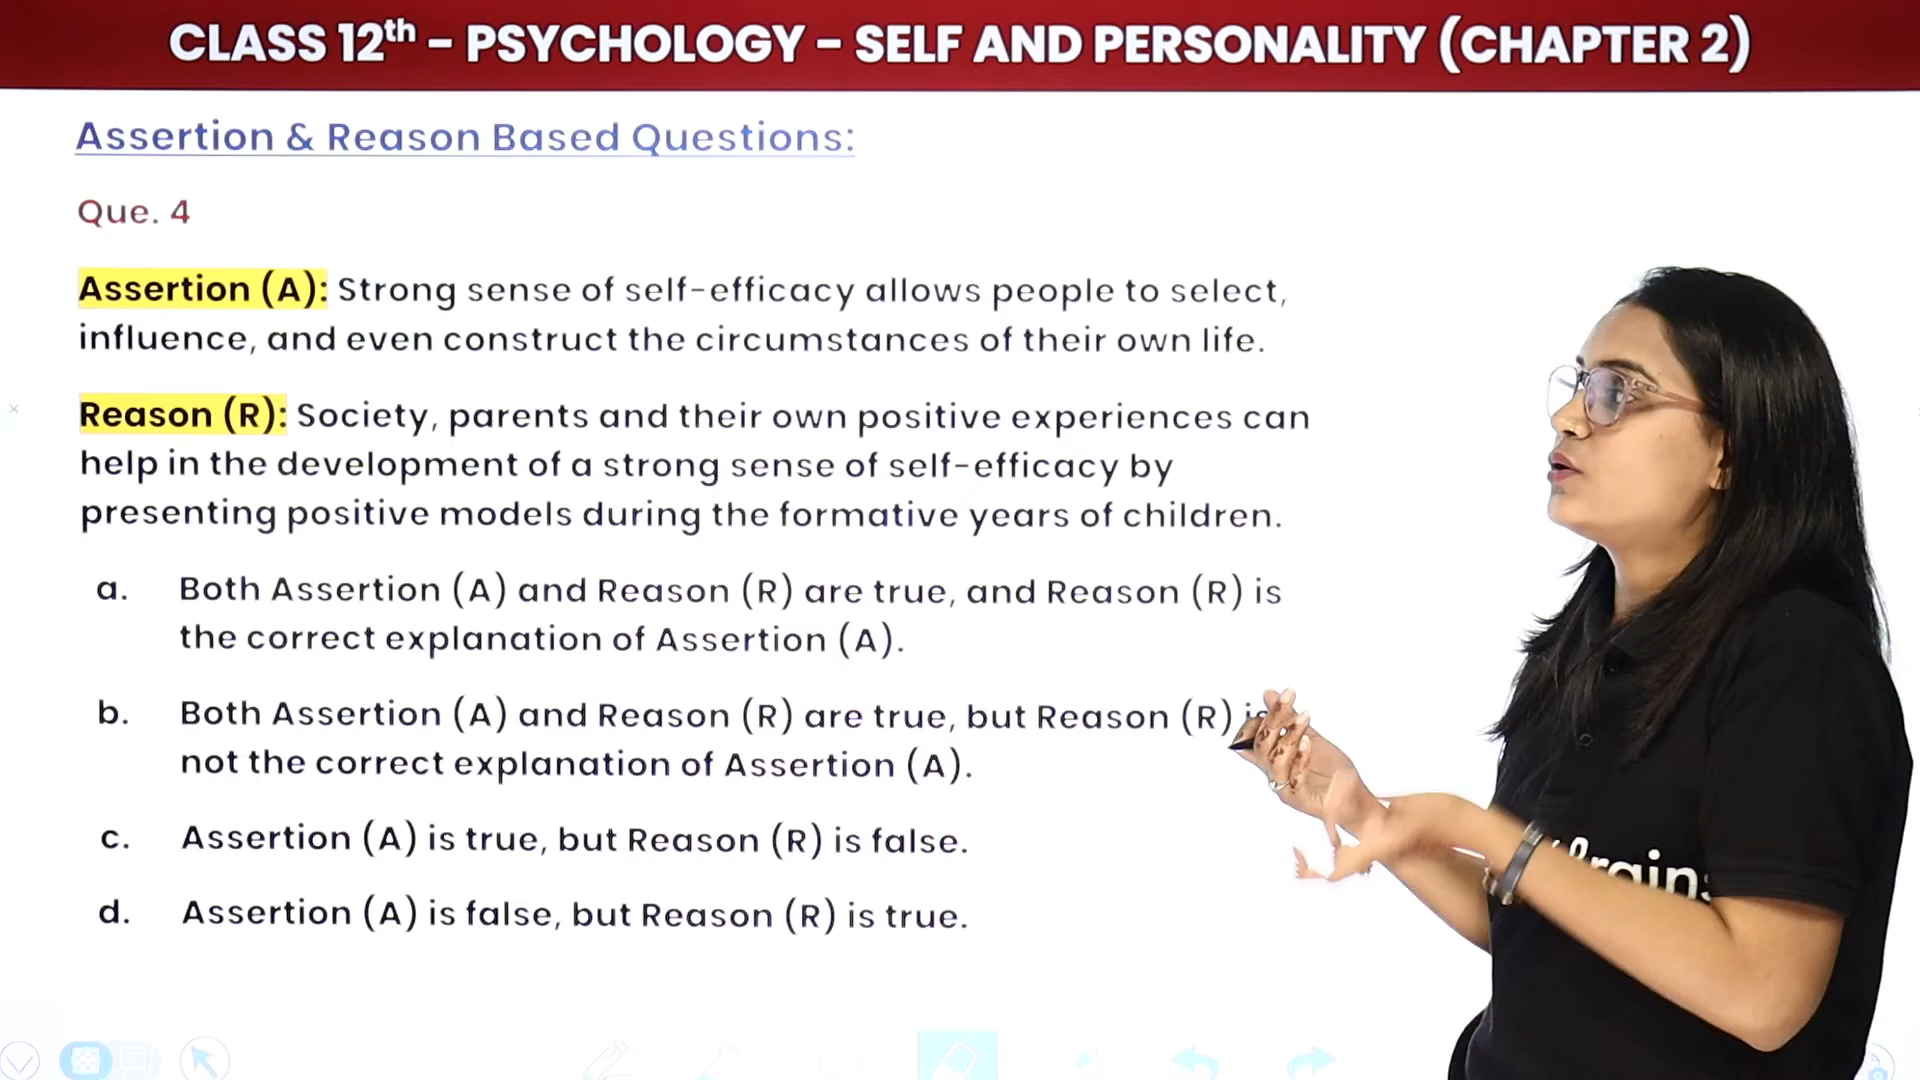 CLASS 12th - PSYCHOLOGY - SELF AND PERSONALITY (CHAPTER 2)
Assertion & Reason Based Questions:
Que. 4
Assertion (A): Strong sense of self-efficacy allows people to select,
influence, and even construct the circumstances of their own life.
Reason (R): Society, parents and their own positive experiences can
help in the development of a strong sense of self-efficacy by
presenting positive models during the formative years of children.
a. Both Assertion (A) and Reason (R) are true, and Reason (R) is
the correct explanation of Assertion (A).
b. Both Assertion (A) and Reason (R) are true, but Reason (R) is
not the correct explanation of Assertion (A).
c. Assertion (A) is true, but Reason (R) is false.
d. Assertion (A) is false, but Reason (R) is true.